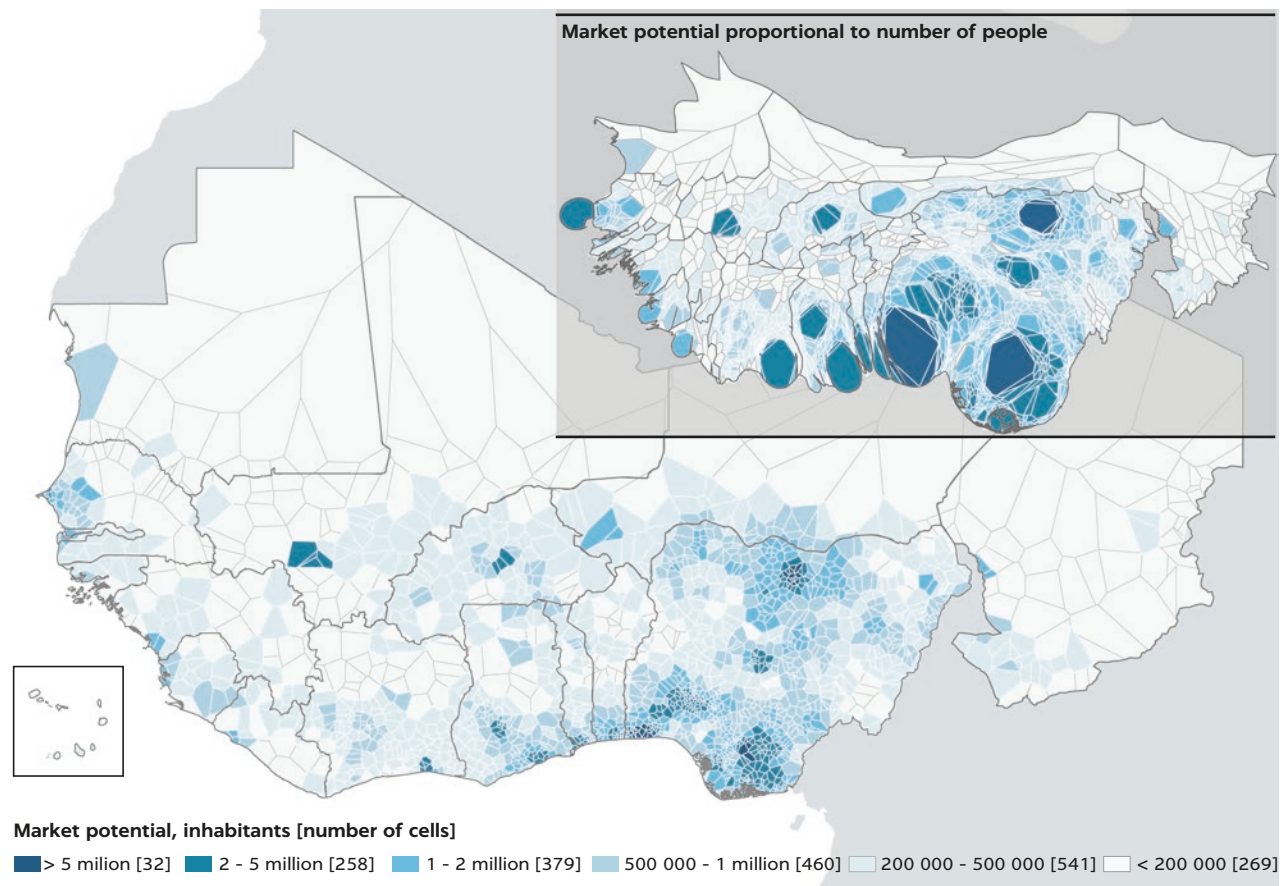 Market potential proportional to number of people
Market potential, inhabitants [number of cells]
> 5 milion [32] 2 - 5 million [258] 1 - 2 million [379] 500 000 - 1 million [460] 200 000 - 500 000 [541] < 200 000 [269]